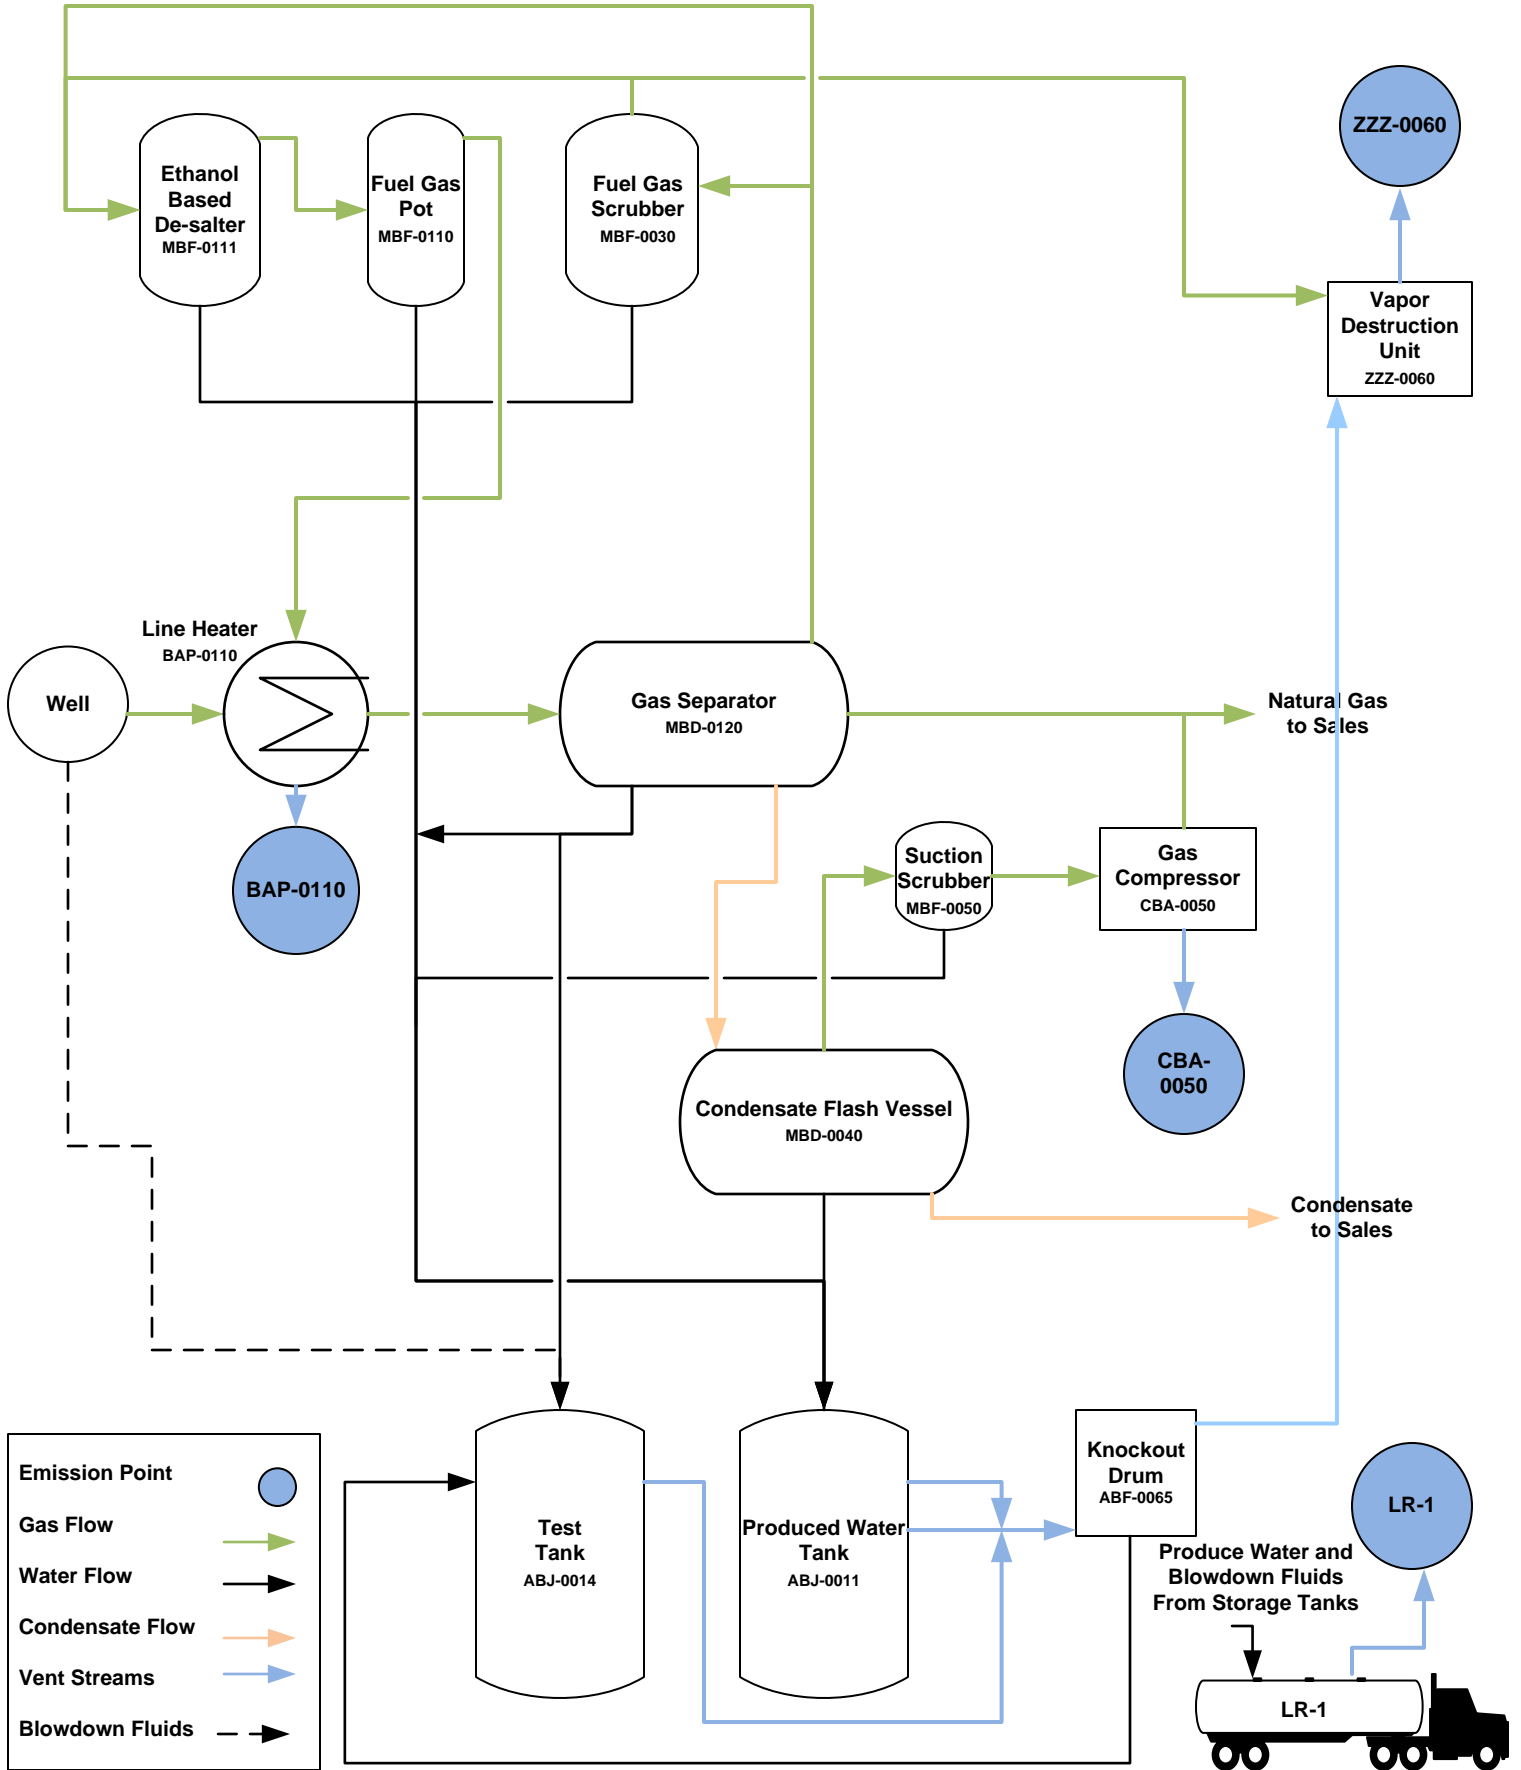 ZZZ-0060
Ethanol
Based
De-salter
MBF-0111
Fuel Gas
Pot
MBF-0110
Fuel Gas
Scrubber
MBF-0030
Vapor
Destruction
Unit
ZZZ-0060
Line Heater
BAP-0110
Well
Gas Separator
MBD-0120
Natural Gas
to Sales
BAP-0110
Suction
Scrubber
MBF-0050
Gas
Compressor
CBA-0050
CBA-
0050
Condensate Flash Vessel
MBD-0040
Condensate
to Sales
Emission Point
Gas Flow
Water Flow
Condensate Flow
Vent Streams
Blowdown Fluids
Test
Tank
ABJ-0014
Produced Water
Tank
ABJ-0011
Knockout
Drum
ABF-0065
LR-1
Produce Water and
Blowdown Fluids
From Storage Tanks
LR-1